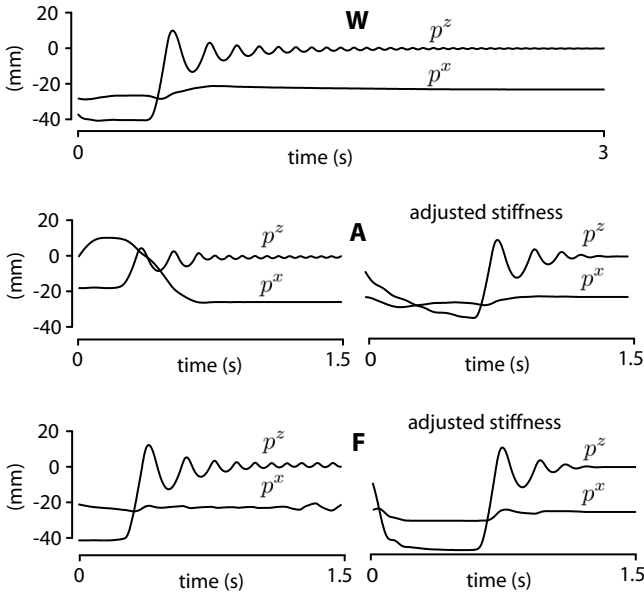 W
(mm)
20
0
-20
-40
p^z
p^x
0
3
time (s)
A
adjusted stiffness
(mm)
20
0
-20
-40
p^z
p^x
p^z
p^x
0
1.5
0
1.5
time (s)
time (s)
F
adjusted stiffness
(mm)
20
0
-20
-40
p^z
p^x
p^z
p^x
0
1.5
0
1.5
time (s)
time (s)